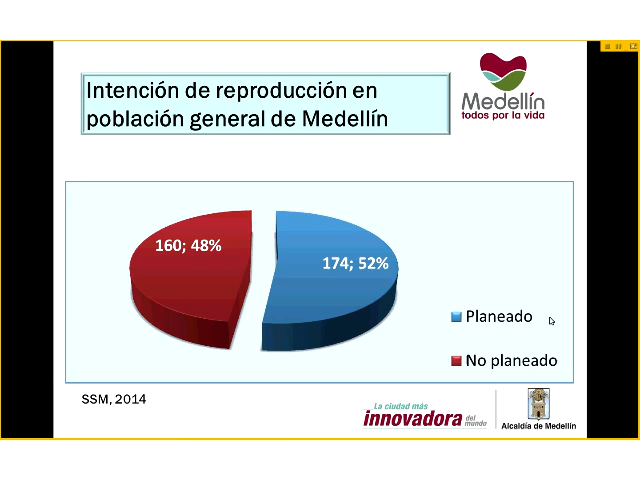 Intención de reproducción en
población general de Medellín
Medellín
todos por la vida
160; 48%
174; 52%
Planeado
No planeado
SSM, 2014
La ciudad más
innovadora del
mundo
Alcaldía de Medellín